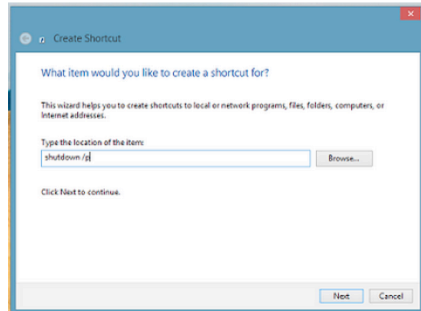 Create Shortcut
What item would you like to create a shortcut for?
This wizard helps you to create shortcuts to local or network programs, files, folders, computers, or
Internet addresses.
Type the location of the item:
shutdown /p
Browse...
Click Next to continue.
Next
Cancel